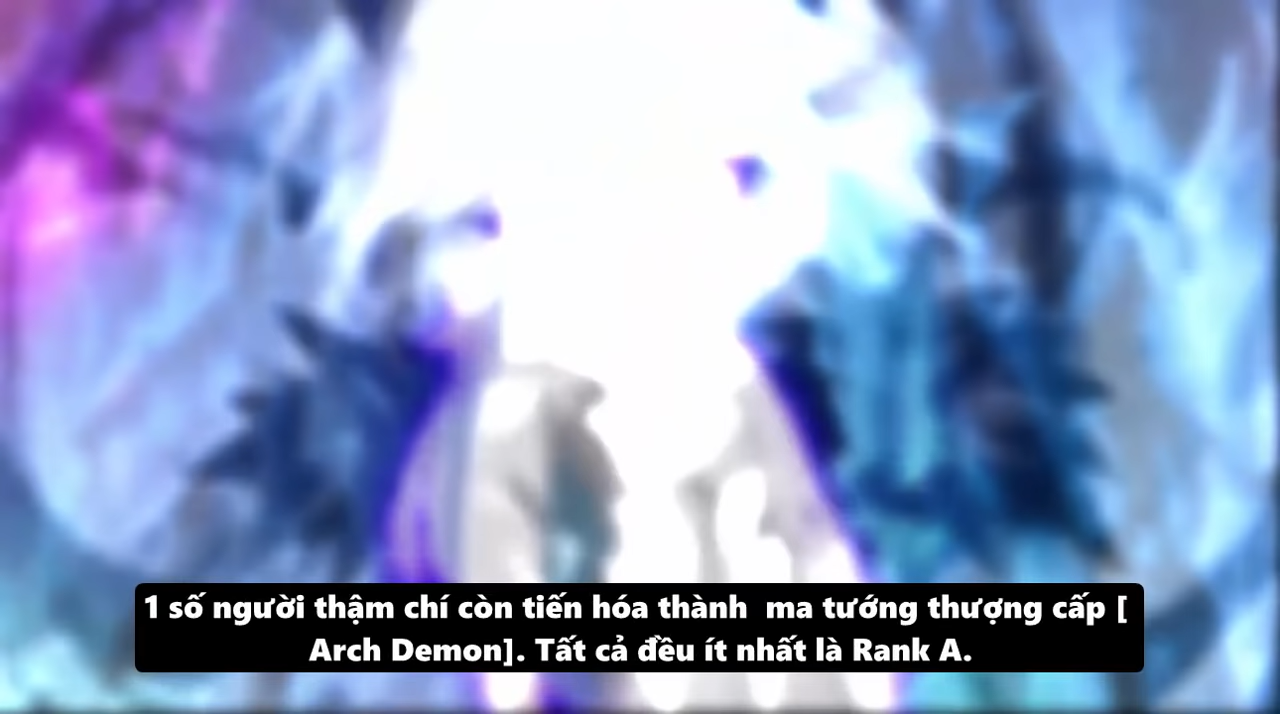 1 số người thậm chí còn tiến hóa thành  ma tướng thượng cấp [
Arch Demon]. Tất cả đều ít nhất là Rank A.